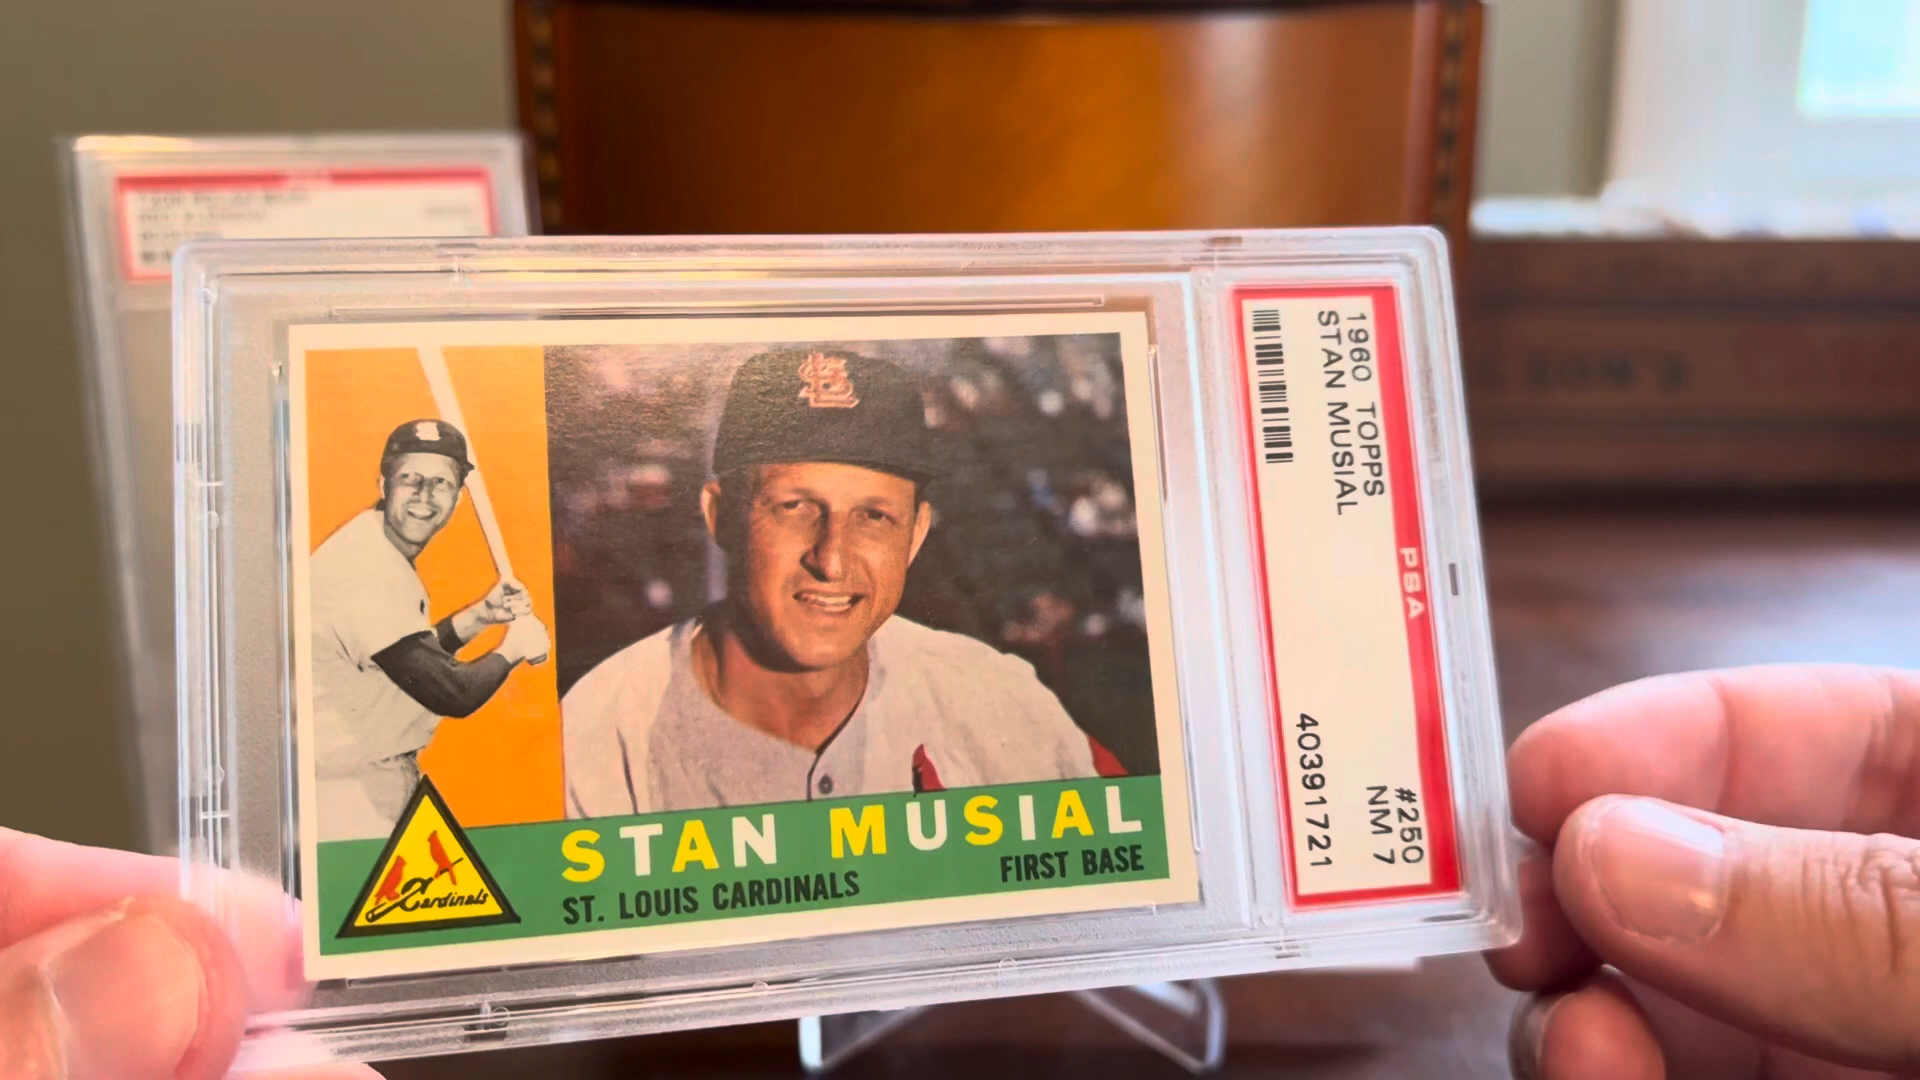 STAN MUSIAL
ST. LOUIS CARDINALS
FIRST BASE
Cardinals
1960 TOPPS
#250
STAN MUSIAL
NM 7
PSA
40391721